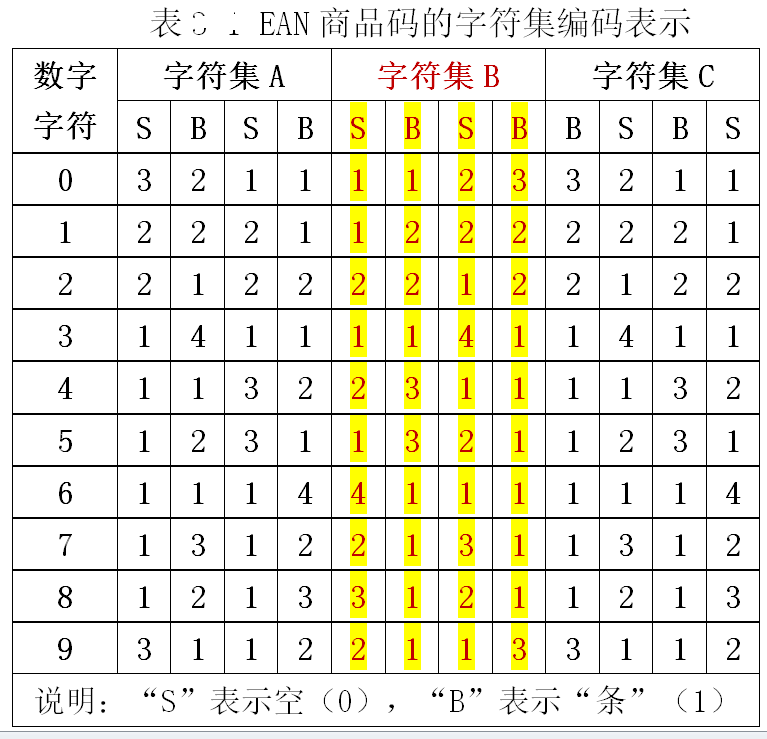 表 EAN 商品码的字符集编码表示
数字字符 字符集 A 字符集 B 字符集 C
S B S B S B S B B S B S
0 3 2 1 1 1 1 2 3 3 2 1 1
1 2 2 2 1 1 2 2 2 2 2 2 1
2 2 1 2 2 2 2 1 2 2 1 2 2
3 1 4 1 1 1 1 4 1 1 4 1 1
4 1 1 3 2 2 3 1 1 1 1 3 2
5 1 2 3 1 1 3 2 1 1 2 3 1
6 1 1 1 4 4 1 1 1 1 1 1 4
7 1 3 1 2 2 1 3 1 1 3 1 2
8 1 2 1 3 3 1 2 1 1 2 1 3
9 3 1 1 2 2 1 1 3 3 1 1 2
说明：“S”表示空（0），“B”表示“条”（1）